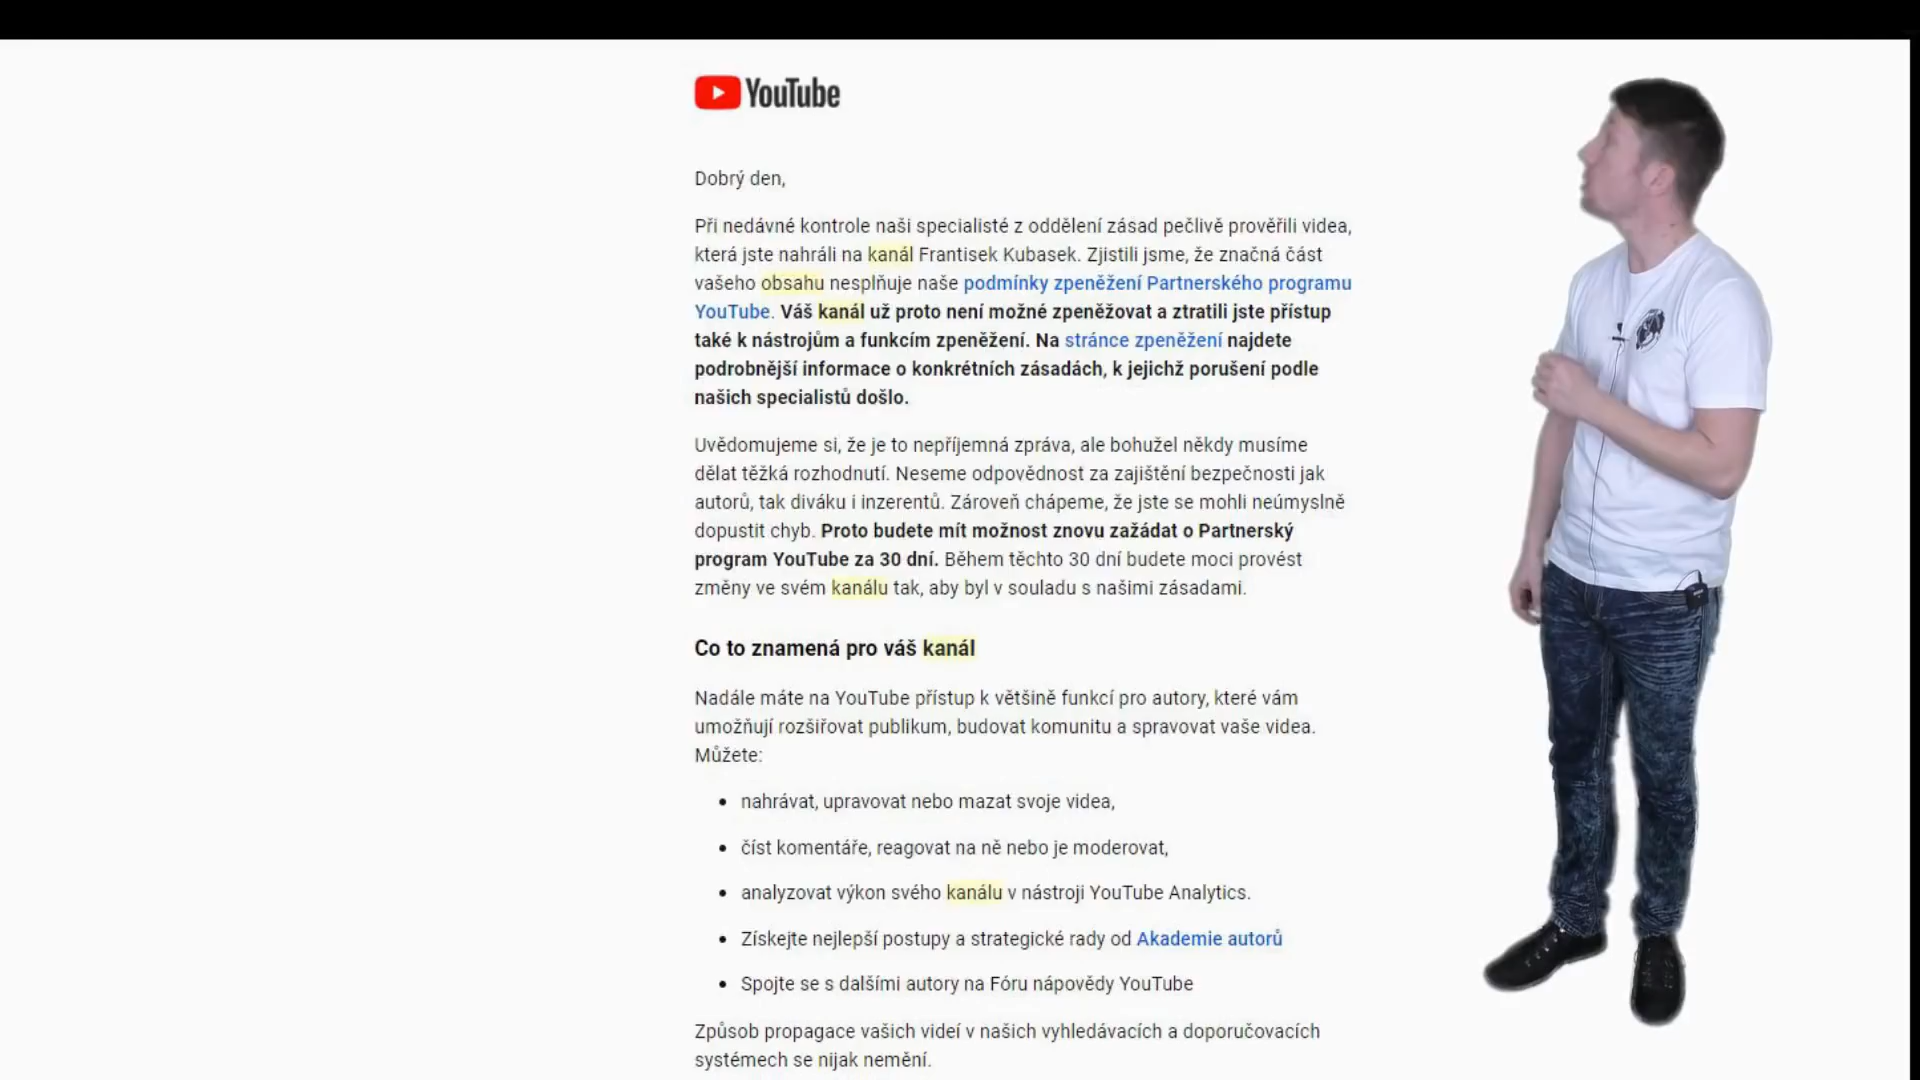 YouTube
Dobrý den,
Při nedávné kontrole naši specialisté z oddělení zásad pečlivě prověřili videa,
která jste nahráli na kanál Frantisek Kubasek. Zjistili jsme, že značná část
vašeho obsahu nesplňuje naše podmínky zpeněžení Partnerského programu
YouTube. Váš kanál už proto není možné zpeněžovat a ztratili jste přístup
také k nástrojům a funkcím zpeněžení. Na stránce zpeněžení najdete
podrobnější informace o konkrétních zásadách, k jejichž porušení podle
našich specialistů došlo.
Uvědomujeme si, že je to nepříjemná zpráva, ale bohužel někdy musíme
dělat těžká rozhodnutí. Neseme odpovědnost za zajištění bezpečnosti jak
autorů, tak diváku i inzerentů. Zároveň chápeme, že jste se mohli neúmyslně
dopustit chyb. Proto budete mít možnost znovu zažádat o Partnerský
program YouTube za 30 dní. Během těchto 30 dní budete moci provést
změny ve svém kanálu tak, aby byl v souladu s našimi zásadami.
Co to znamená pro váš kanál
Nadále máte na YouTube přístup k většině funkcí pro autory, které vám
umožňují rozšiřovat publikum, budovat komunitu a spravovat vaše videa.
Můžete:
• nahrávat, upravovat nebo mazat svoje videa,
• číst komentáře, reagovat na ně nebo je moderovat,
• analyzovat výkon svého kanálu v nástroji YouTube Analytics.
• Získejte nejlepší postupy a strategické rady od Akademie autorů
• Spojte se s dalšími autory na Fóru nápovědy YouTube
Způsob propagace vašich videí v našich vyhledávacích a doporučovacích
systémech se nijak nemění.